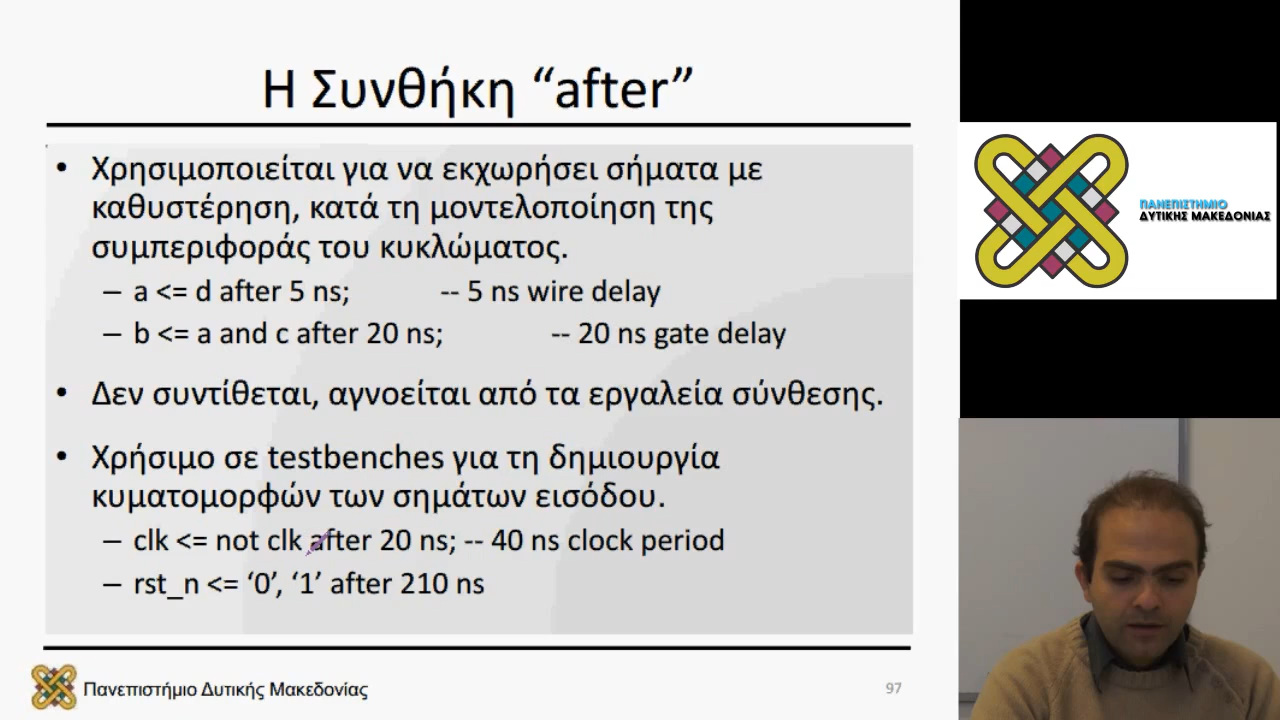 Η Συνθήκη “after”
• Χρησιμοποιείται για να εκχωρήσει σήματα με
καθυστέρηση, κατά τη μοντελοποίηση της
συμπεριφοράς του κυκλώματος.
– a <= d after 5 ns; -- 5 ns wire delay
– b <= a and c after 20 ns; -- 20 ns gate delay
• Δεν συντίθεται, αγνοείται από τα εργαλεία σύνθεσης.
• Χρήσιμο σε testbenches για τη δημιουργία
κυματομορφών των σημάτων εισόδου.
– clk <= not clk after 20 ns; -- 40 ns clock period
– rst_n <= ‘0’, ‘1’ after 210 ns
Πανεπιστήμιο Δυτικής Μακεδονίας
97
ΠΑΝΕΠΙΣΤΗΜΙΟ
ΔΥΤΙΚΗΣ ΜΑΚΕΔΟΝΙΑΣ